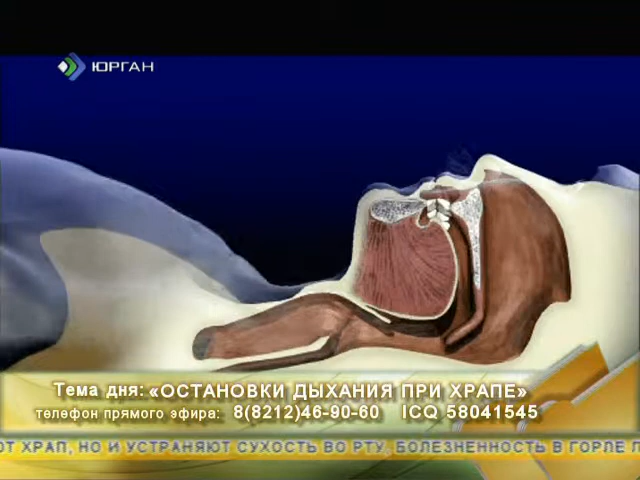 ЮРГАН
Тема дня: «ОСТАНОВКИ ДЫХАНИЯ ПРИ ХРАПЕ»
телефон прямого эфира: 8(8212)46-90-60 ICQ 58041545
ОТ ХРАП, НО И УСТРАНЯЮТ СУХОСТЬ ВО РТУ, БОЛЕЗНЕННОСТЬ В ГОРЛЕ